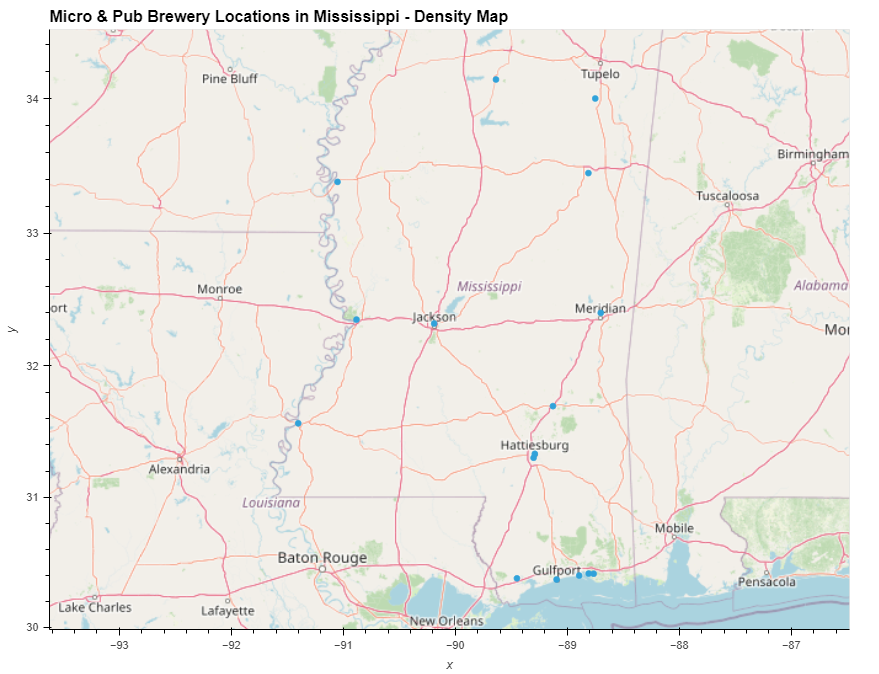 Micro & Pub Brewery Locations in Mississippi - Density Map
Pine Bluff
Tupelo
34
Birmingham
Tuscaloosa
33
Monroe
Mississippi
Alabama
ort
Jackson
Meridian
y
Mor
32
Hattiesburg
Alexandria
31
Louisiana
Mobile
Baton Rouge
Gulfport
Pensacola
Lake Charles
Lafayette
New Orleans
30
−93
−92
−91
−90
−89
−88
−87
x